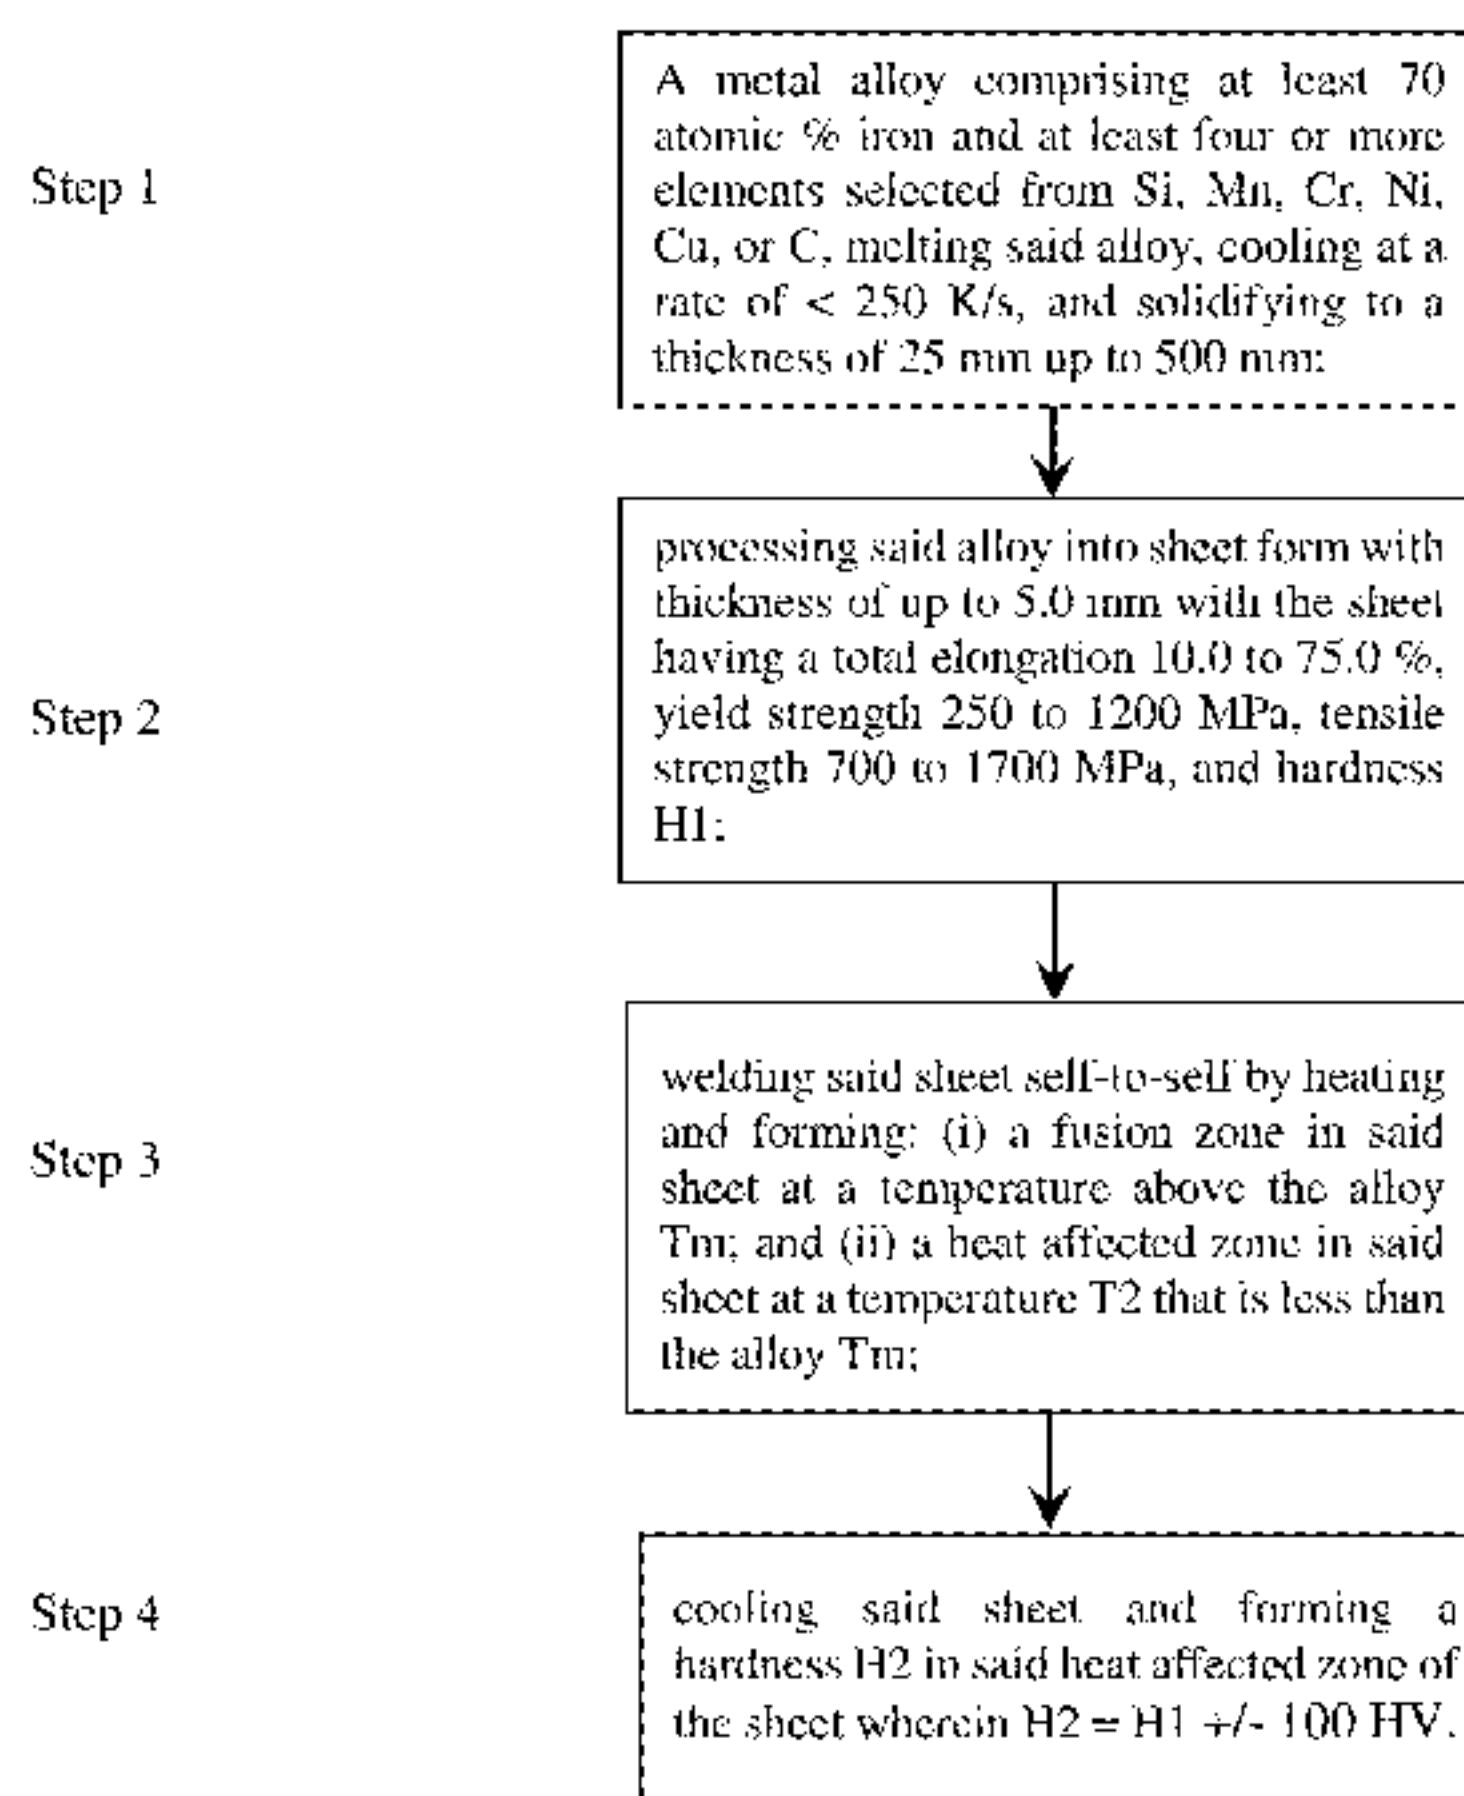 Step 1
A metal alloy comprising at least 70
atomic % iron and at least four or more
elements selected from Si, Mn, Cr, Ni,
Cu, or C, melting said alloy, cooling at a
rate of < 250 K/s, and solidifying to a
thickness of 25 mm up to 500 mm;
Step 2
processing said alloy into sheet form with
thickness of up to 5.0 mm with the sheet
having a total elongation 10.0 to 75.0 %,
yield strength 250 to 1200 MPa, tensile
strength 700 to 1700 MPa, and hardness
H1;
Step 3
welding said sheet self-to-self by heating
and forming: (i) a fusion zone in said
sheet at a temperature above the alloy
Tm; and (ii) a heat affected zone in said
sheet at a temperature T2 that is less than
the alloy Tm;
Step 4
cooling said sheet and forming a
hardness H2 in said heat affected zone of
the sheet wherein H2 = H1 +/- 100 HV.